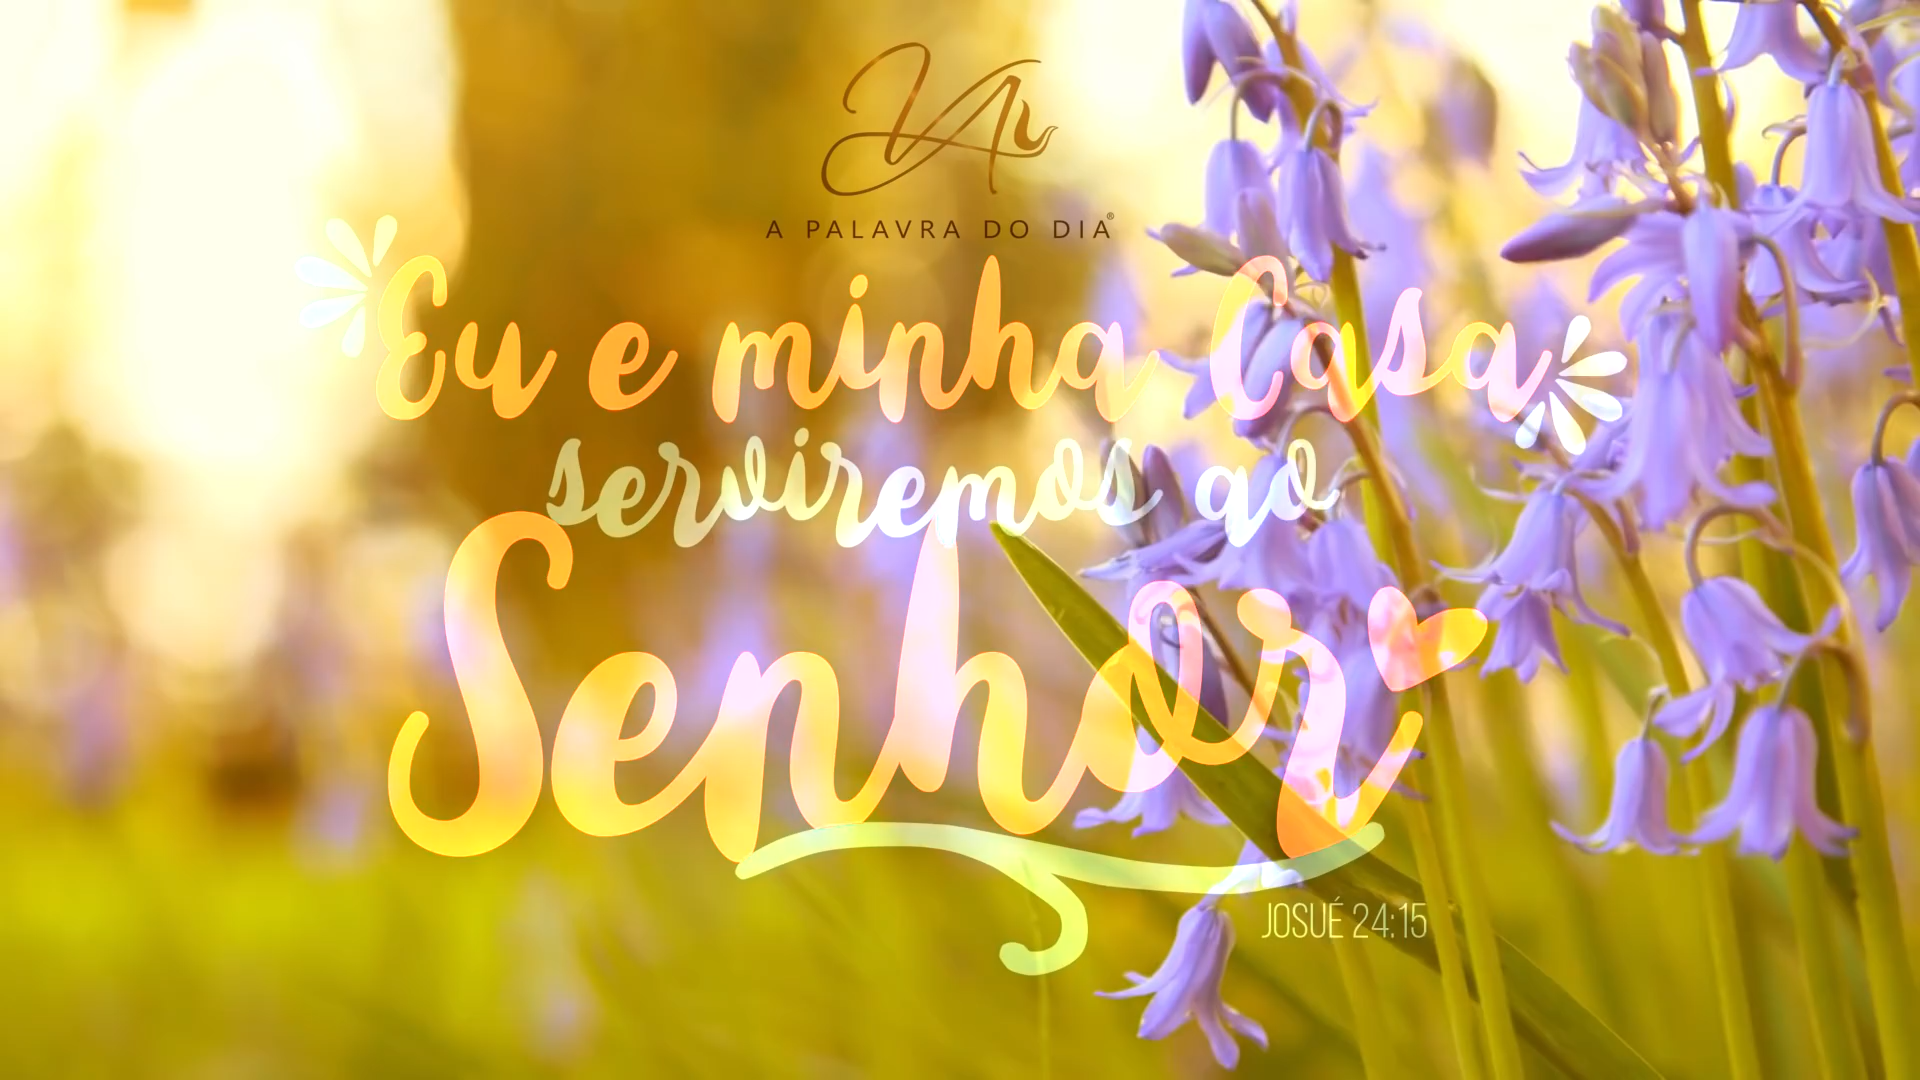 A PALAVRA DO DIA®
Eu e minha Casa
serviremos ao
Senhor
JOSUÉ 24:15